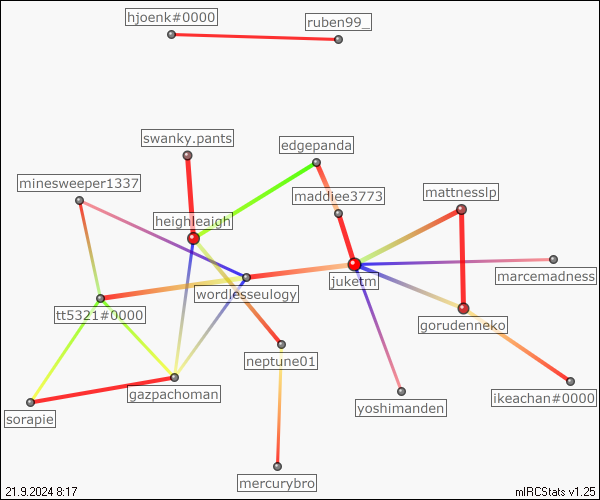 hjoenk#0000
ruben99_
swanky.pants
edgepanda
minesweeper1337
maddiee3773
mattnesslp
heighleaigh
marcemadness
juketm
wordlesseulogy
tt5321#0000
gorudenneko
neptune01
gazpachoman
ikeachan#0000
yoshimanden
sorapie
mercurybro
21.9.2024 8:17
mIRCStats v1.25